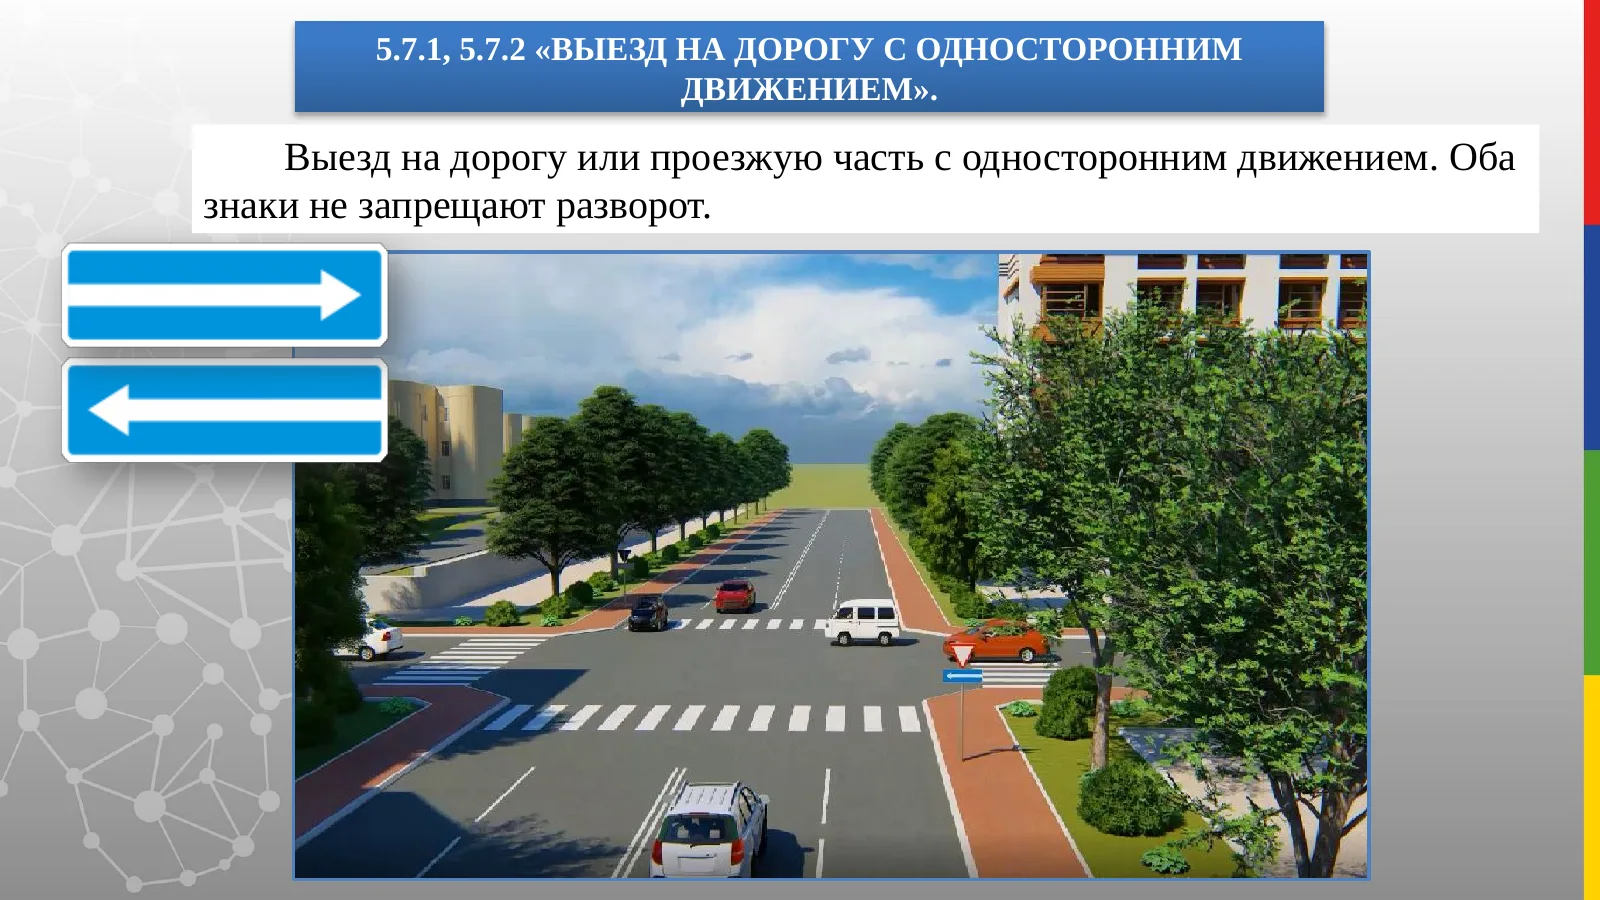 5.7.1, 5.7.2 «ВЫЕЗД НА ДОРОГУ С ОДНОСТОРОННИМ
ДВИЖЕНИЕМ».
Выезд на дорогу или проезжую часть с односторонним движением. Оба
знаки не запрещают разворот.